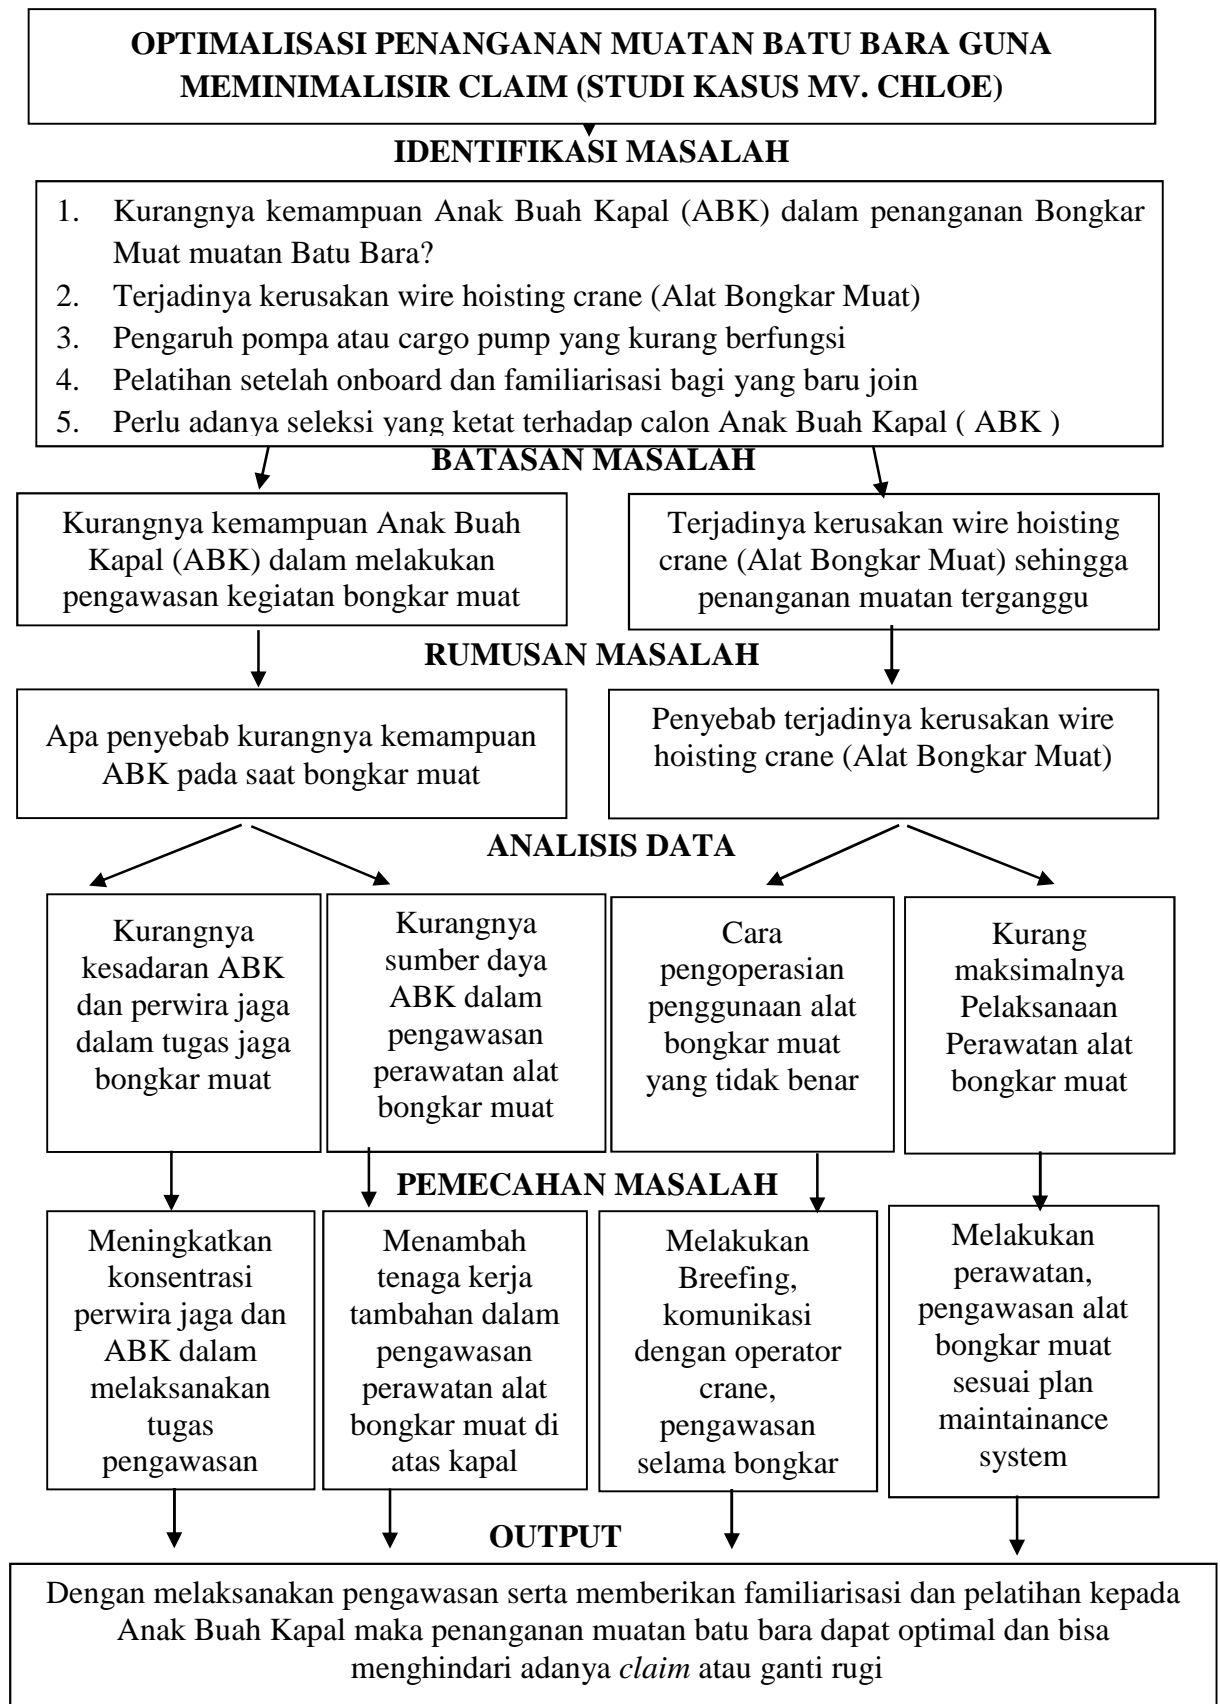 OPTIMALISASI PENANGANAN MUATAN BATU BARA GUNA
MEMINIMALISIR CLAIM (STUDI KASUS MV. CHLOE)
IDENTIFIKASI MASALAH
1. Kurangnya kemampuan Anak Buah Kapal (ABK) dalam penanganan Bongkar
Muat muatan Batu Bara?
2. Terjadinya kerusakan wire hoisting crane (Alat Bongkar Muat)
3. Pengaruh pompa atau cargo pump yang kurang berfungsi
4. Pelatihan setelah onboard dan familiarisasi bagi yang baru join
5. Perlu adanya seleksi yang ketat terhadap calon Anak Buah Kapal ( ABK )
BATASAN MASALAH
Kurangnya kemampuan Anak Buah
Kapal (ABK) dalam melakukan
pengawasan kegiatan bongkar muat
Terjadinya kerusakan wire hoisting
crane (Alat Bongkar Muat) sehingga
penanganan muatan terganggu
RUMUSAN MASALAH
Apa penyebab kurangnya kemampuan
ABK pada saat bongkar muat
Penyebab terjadinya kerusakan wire
hoisting crane (Alat Bongkar Muat)
ANALISIS DATA
Kurangnya
kesadaran ABK
dan perwira jaga
dalam tugas jaga
bongkar muat
Kurangnya
sumber daya
ABK dalam
pengawasan
perawatan alat
bongkar muat
Cara
pengoperasian
penggunaan alat
bongkar muat
yang tidak benar
Kurang
maksimalnya
Pelaksanaan
Perawatan alat
bongkar muat
PEMECAHAN MASALAH
Meningkatkan
konsentrasi
perwira jaga dan
ABK dalam
melaksanakan
tugas
pengawasan
Menambah
tenaga kerja
tambahan dalam
pengawasan
perawatan alat
bongkar muat di
atas kapal
Melakukan
Breefing,
komunikasi
dengan operator
crane,
pengawasan
selama bongkar
Melakukan
perawatan,
pengawasan alat
bongkar muat
sesuai plan
maintainance
system
OUTPUT
Dengan melaksanakan pengawasan serta memberikan familiarisasi dan pelatihan kepada
Anak Buah Kapal maka penanganan muatan batu bara dapat optimal dan bisa
menghindari adanya claim atau ganti rugi